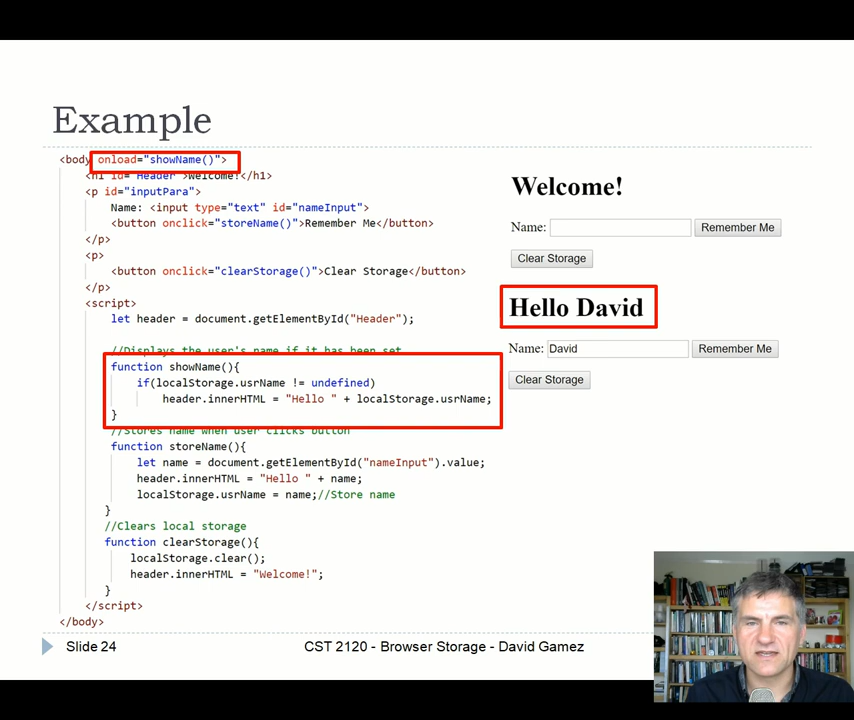 Example
<body onload="showName()">
<h1 id="Header">Welcome!</h1>
<p id="inputPara">
Name: <input type="text" id="nameInput">
<button onclick="storeName()">Remember Me</button>
</p>
<p>
<button onclick="clearStorage()">Clear Storage</button>
</p>
<script>
let header = document.getElementById("Header");
//Displays the user's name if it has been set
function showName(){
if(localStorage.usrName != undefined)
header.innerHTML = "Hello " + localStorage.usrName;
}
//Stores name when user clicks button
function storeName(){
let name = document.getElementById("nameInput").value;
header.innerHTML = "Hello " + name;
localStorage.usrName = name;//Store name
}
//Clears local storage
function clearStorage(){
localStorage.clear();
header.innerHTML = "Welcome!";
}
</script>
</body>
Welcome!
Name: Remember Me
Clear Storage
Hello David
Name: David Remember Me
Clear Storage
Slide 24 CST 2120 - Browser Storage - David Gamez